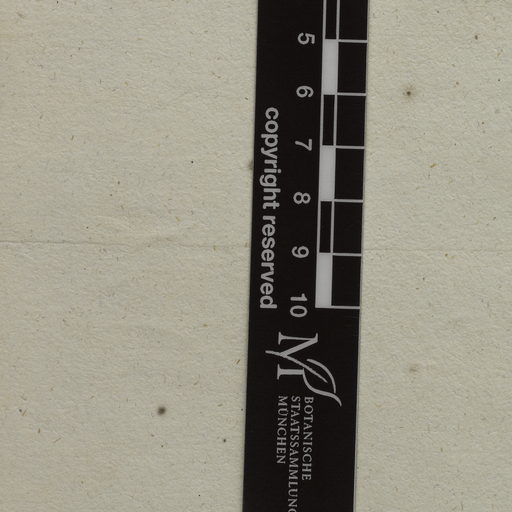 5
6
7
8
9
10
copyright reserved
M
BOTANISCHE
STAATSSAMMLUNG
MÜNCHEN